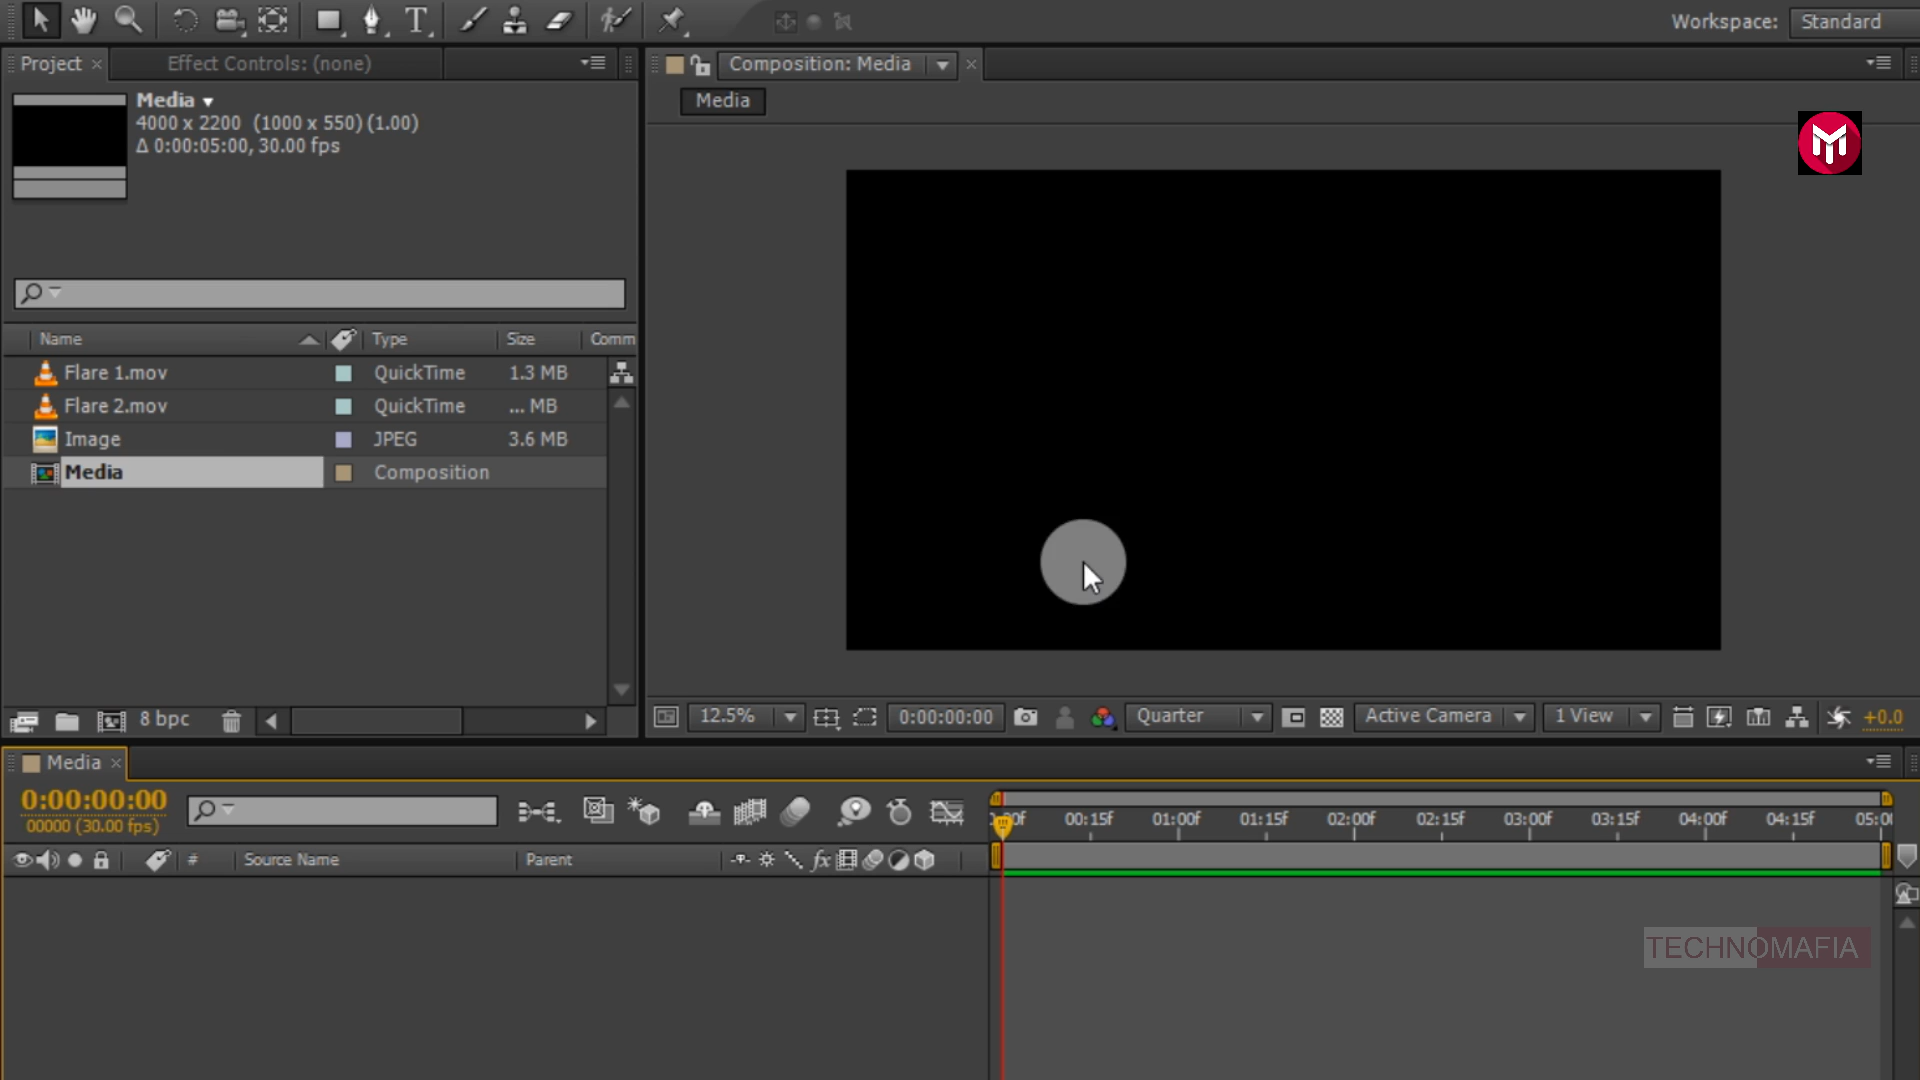 Workspace: Standard
Project Effect Controls: (none)
Composition: Media
Media
Media
4000 x 2200 (1000 x 550) (1.00)
Δ 0:00:05:00, 30.00 fps
Name Type Size Comm
Flare 1.mov QuickTime 1.3 MB
Flare 2.mov QuickTime ... MB
Image JPEG 3.6 MB
Media Composition
8 bpc
12.5% 0:00:00:00 Quarter Active Camera 1 View +0.0
Media
0:00:00:00
00000 (30.00 fps)
00:15f 01:00f 01:15f 02:00f 02:15f 03:00f 03:15f 04:00f 04:15f
# Source Name Parent fx
TECHNOMAFIA